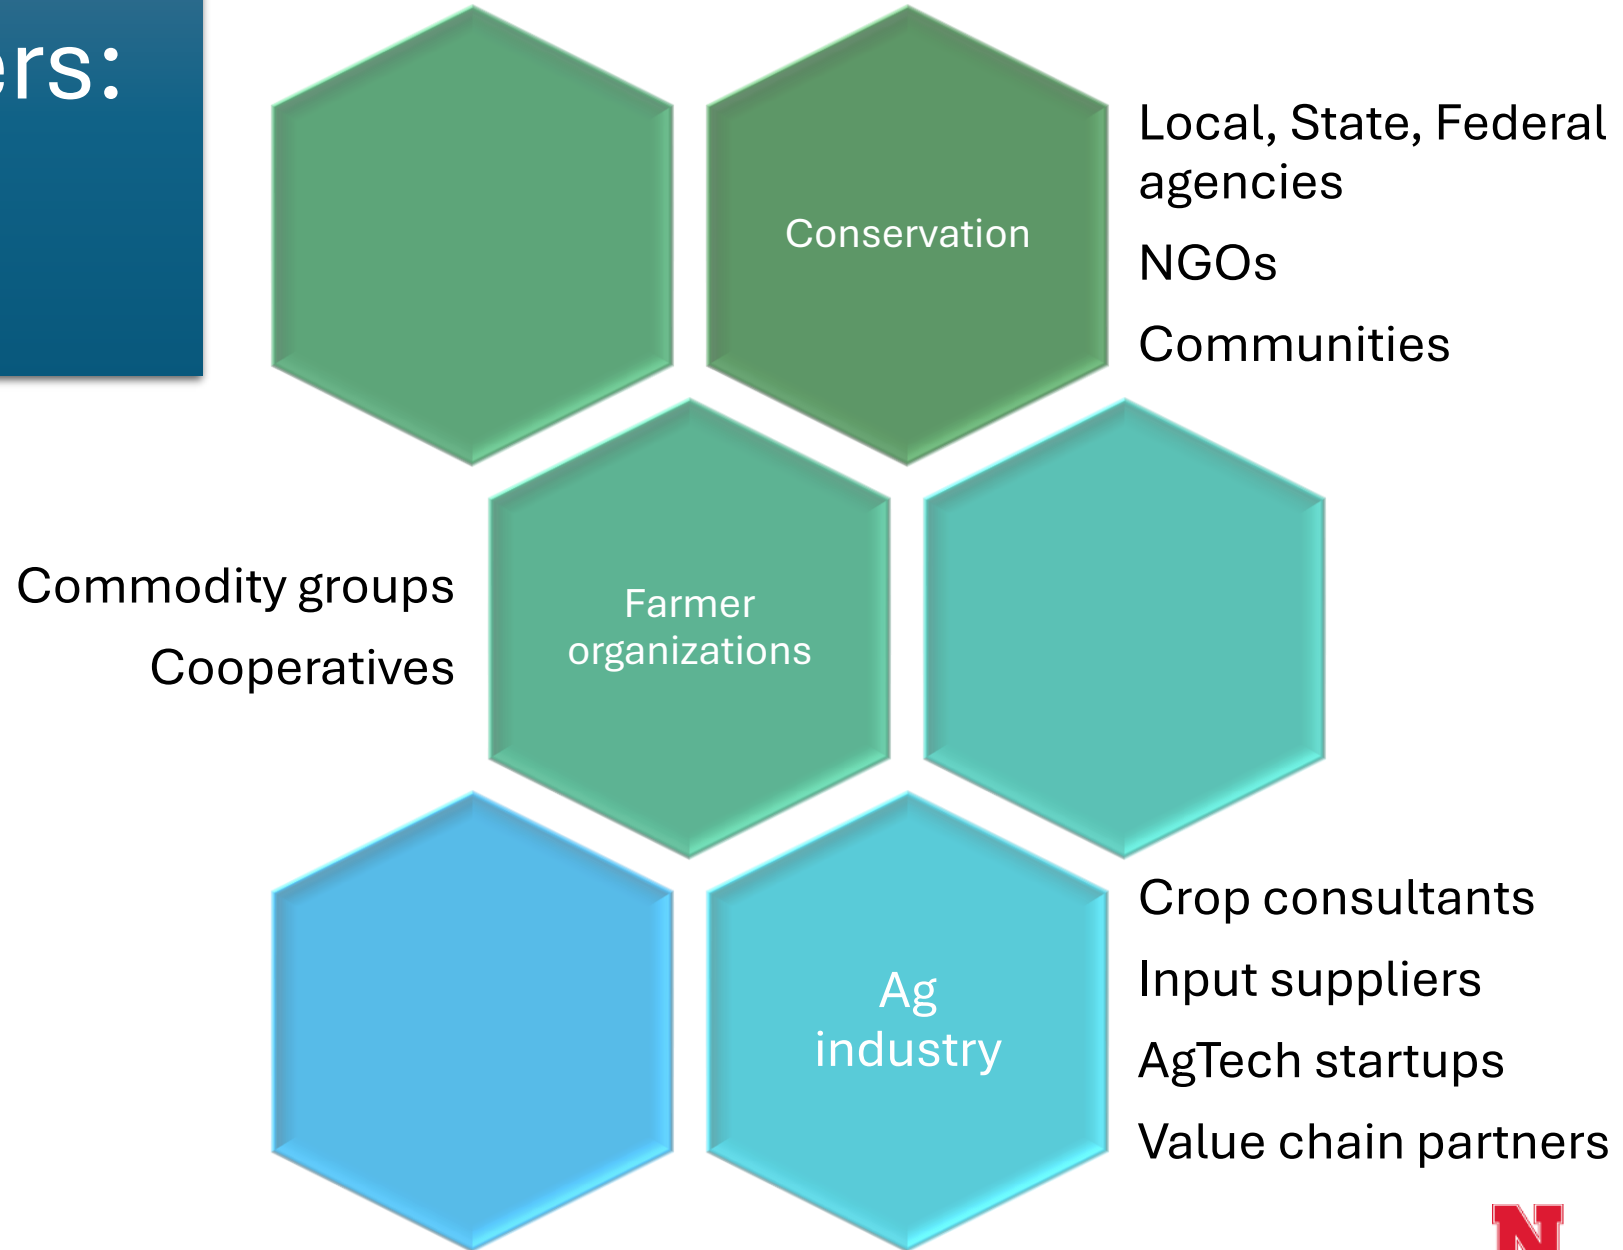 ers:
Conservation
Local, State, Federal
agencies
NGOs
Communities
Commodity groups
Cooperatives
Farmer
organizations
Ag
industry
Crop consultants
Input suppliers
AgTech startups
Value chain partners
N